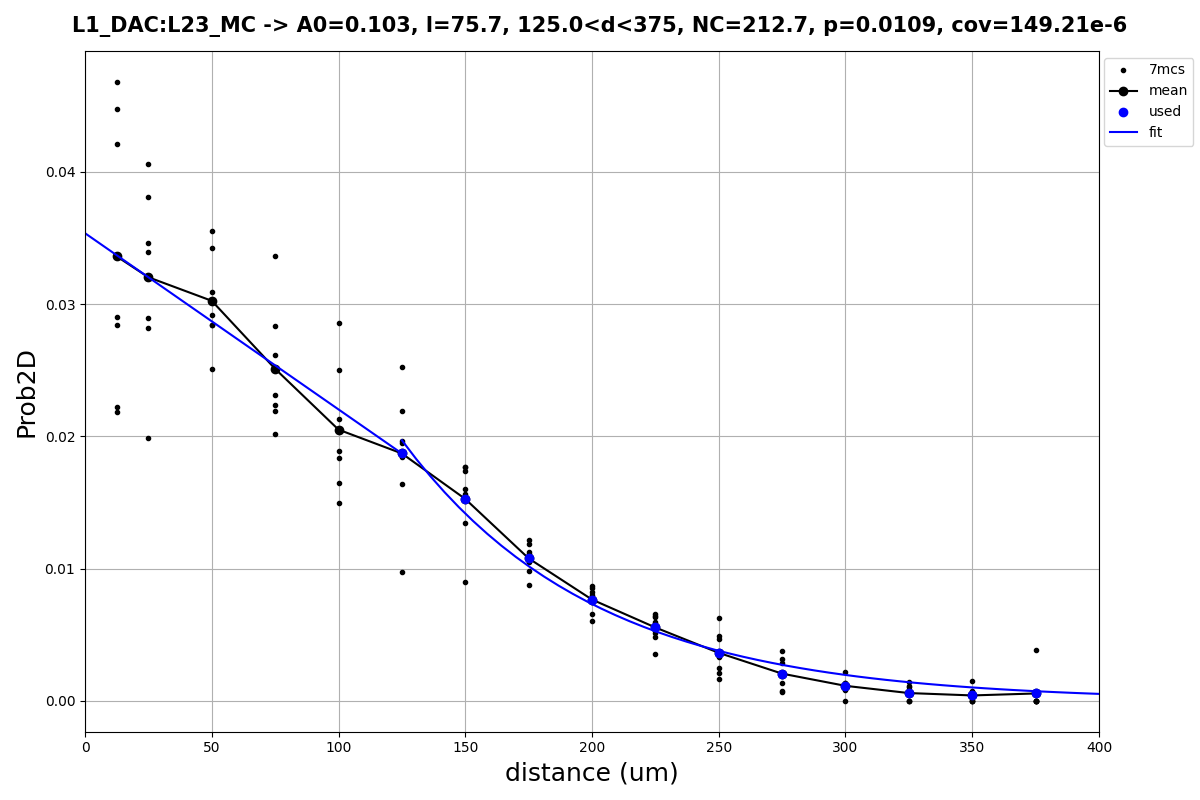 L1_DAC:L23_MC -> A0=0.103, l=75.7, 125.0<d<375, NC=212.7, p=0.0109, cov=149.21e-6
7mcs
mean
used
fit
Prob2D
0.04
0.03
0.02
0.01
0.00
0 50 100 150 200 250 300 350 400
distance (um)